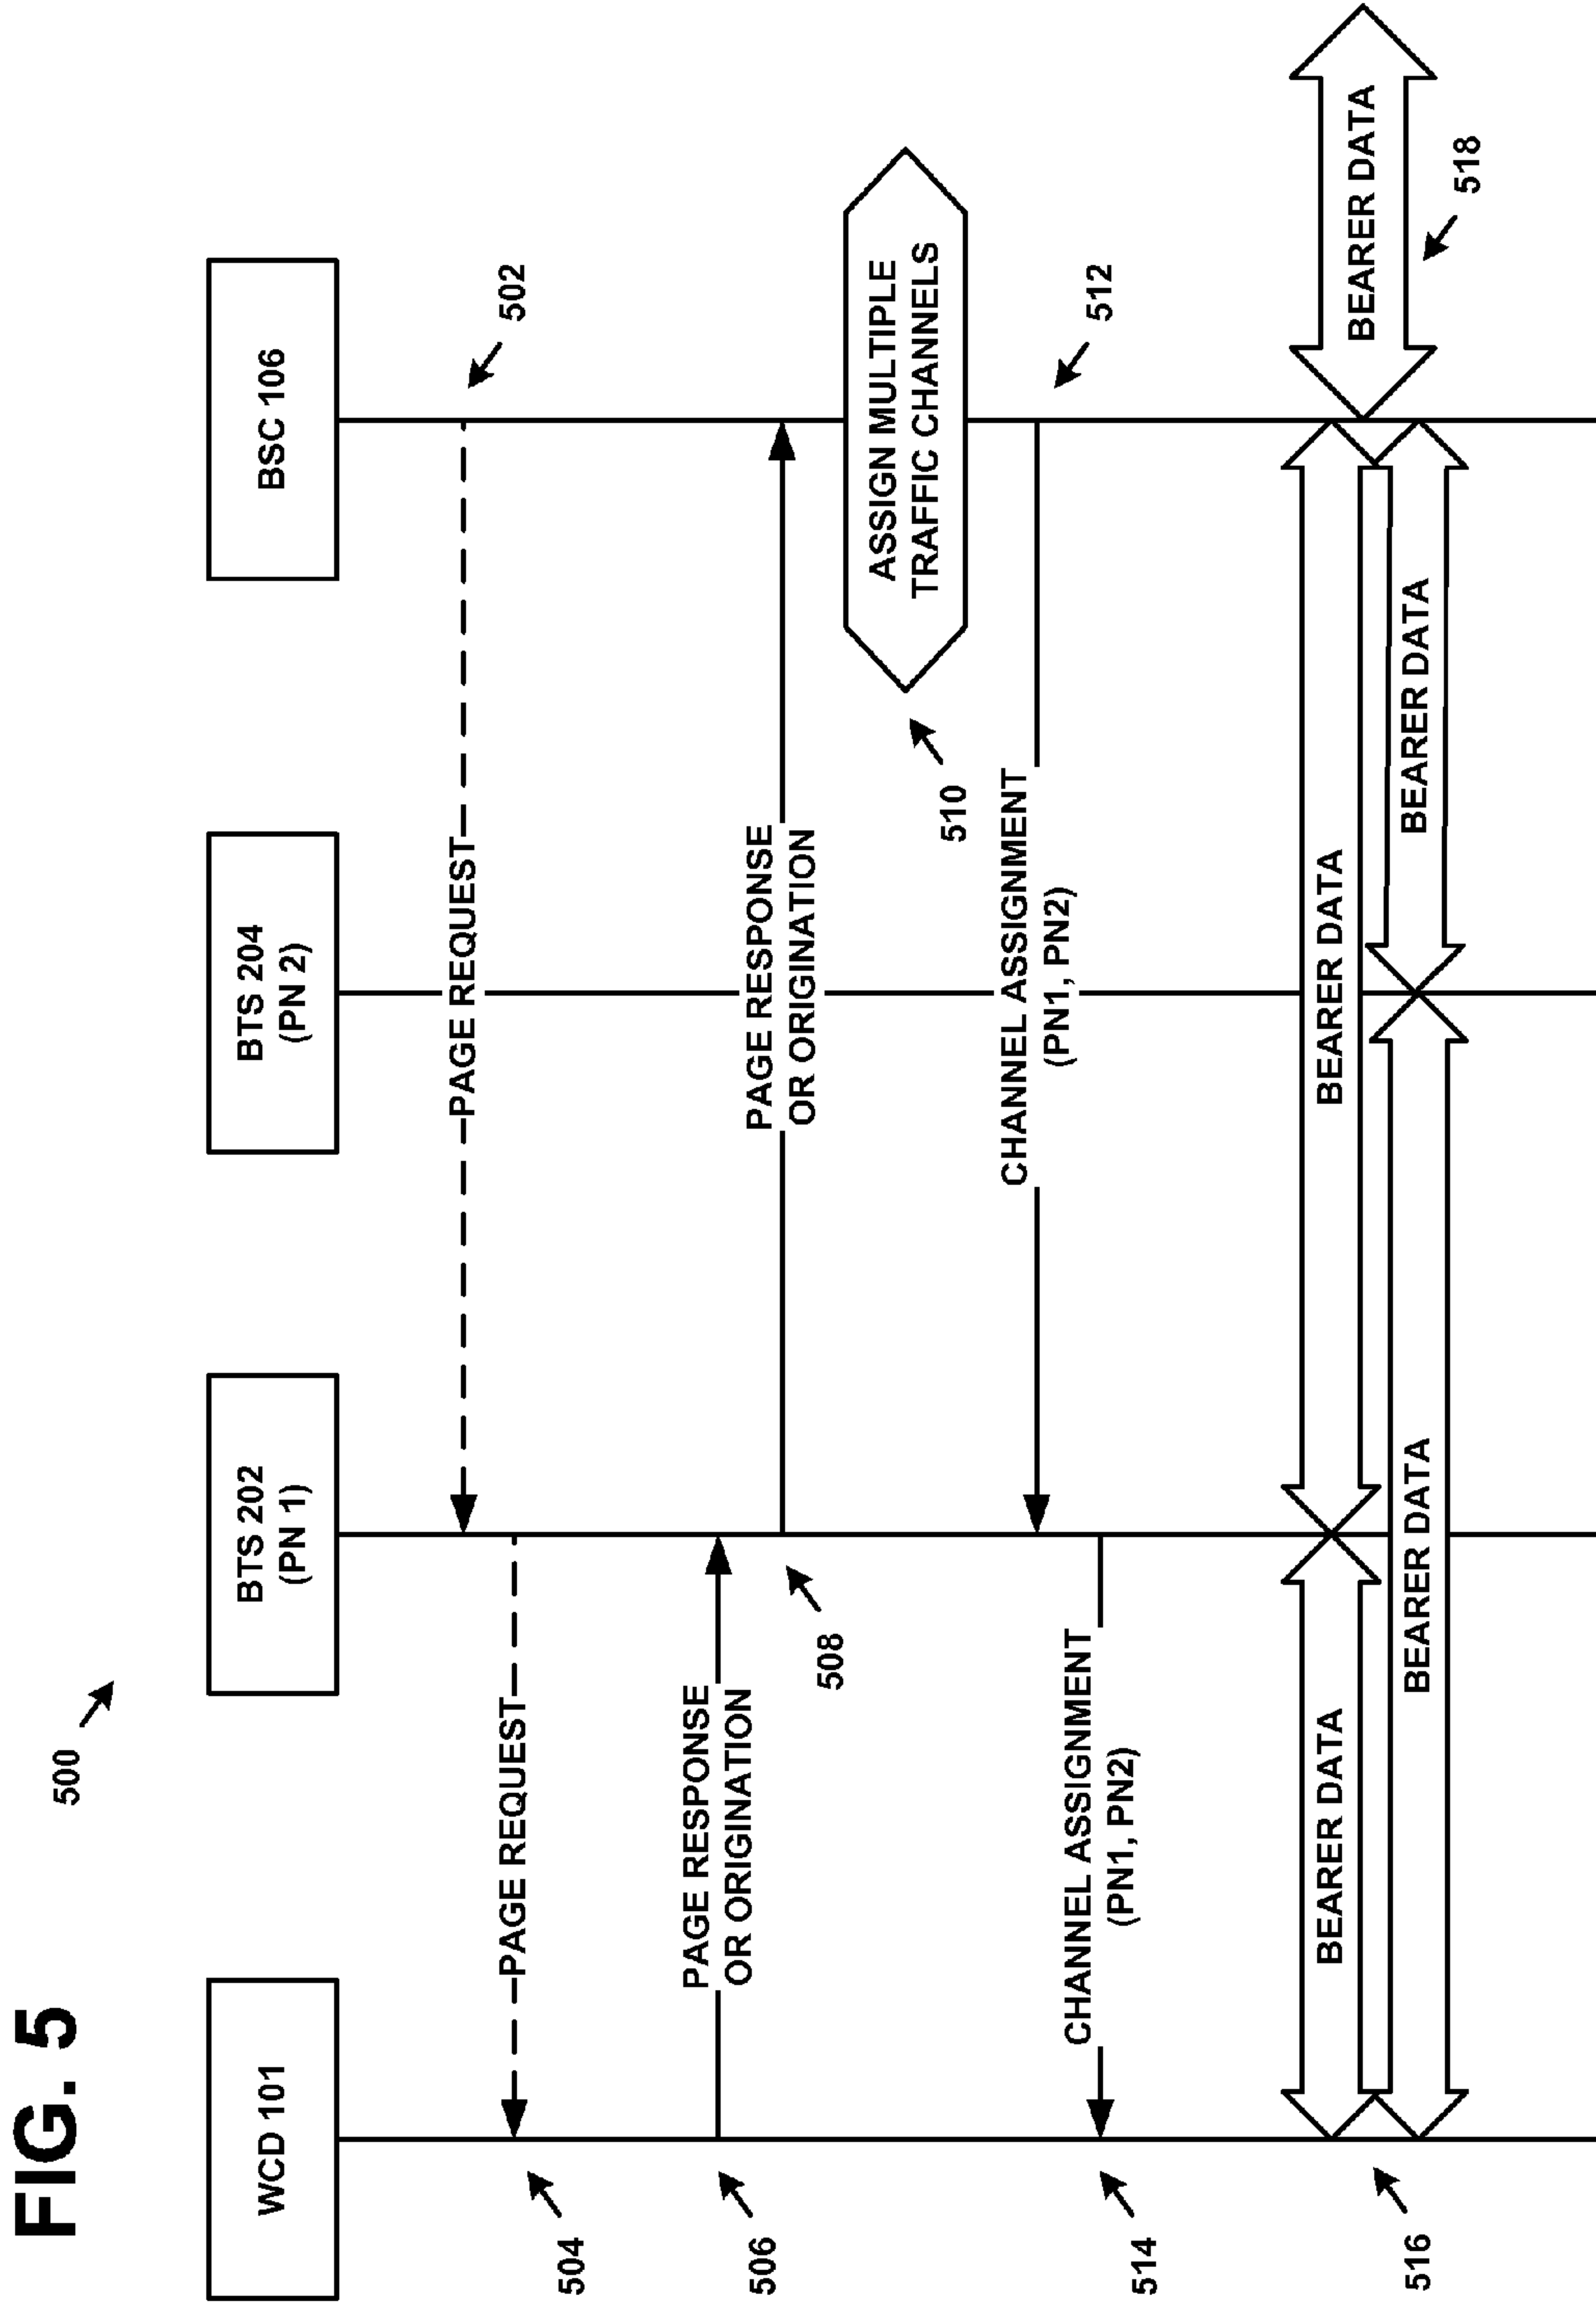 FIG. 5
500
WCD 101
BTS 202
(PN 1)
BTS 204
(PN 2)
BSC 106
PAGE REQUEST
502
PAGE REQUEST
504
PAGE RESPONSE
OR ORIGINATION
506
PAGE RESPONSE
OR ORIGINATION
508
ASSIGN MULTIPLE
TRAFFIC CHANNELS
510
CHANNEL ASSIGNMENT
(PN1, PN2)
512
CHANNEL ASSIGNMENT
(PN1, PN2)
514
BEARER DATA
BEARER DATA
BEARER DATA
BEARER DATA
BEARER DATA
516
518